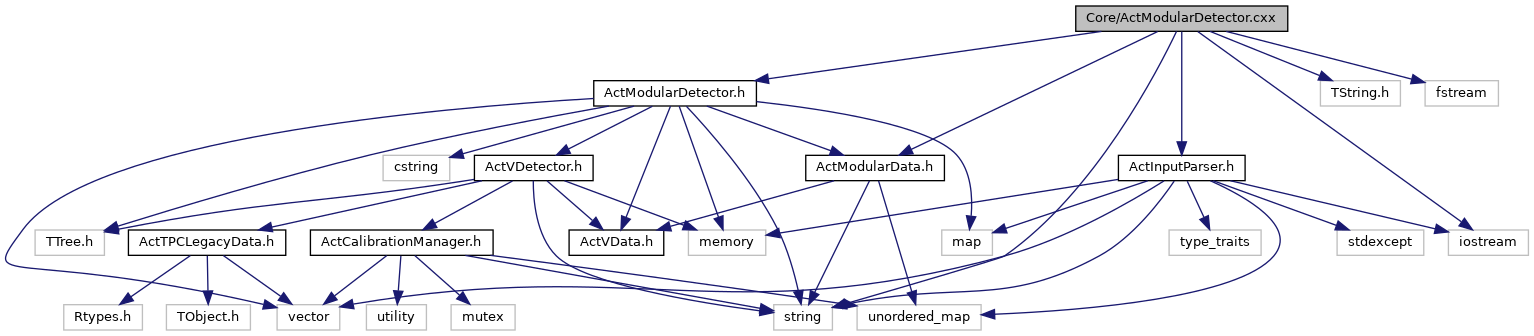 Core/ActModularDetector.cxx
ActModularDetector.h
TString.h
fstream
cstring
ActVDetector.h
ActModularData.h
ActInputParser.h
TTree.h
ActTPCLegacyData.h
ActCalibrationManager.h
ActVData.h
memory
map
type_traits
stdexcept
iostream
Rtypes.h
TObject.h
vector
utility
mutex
string
unordered_map